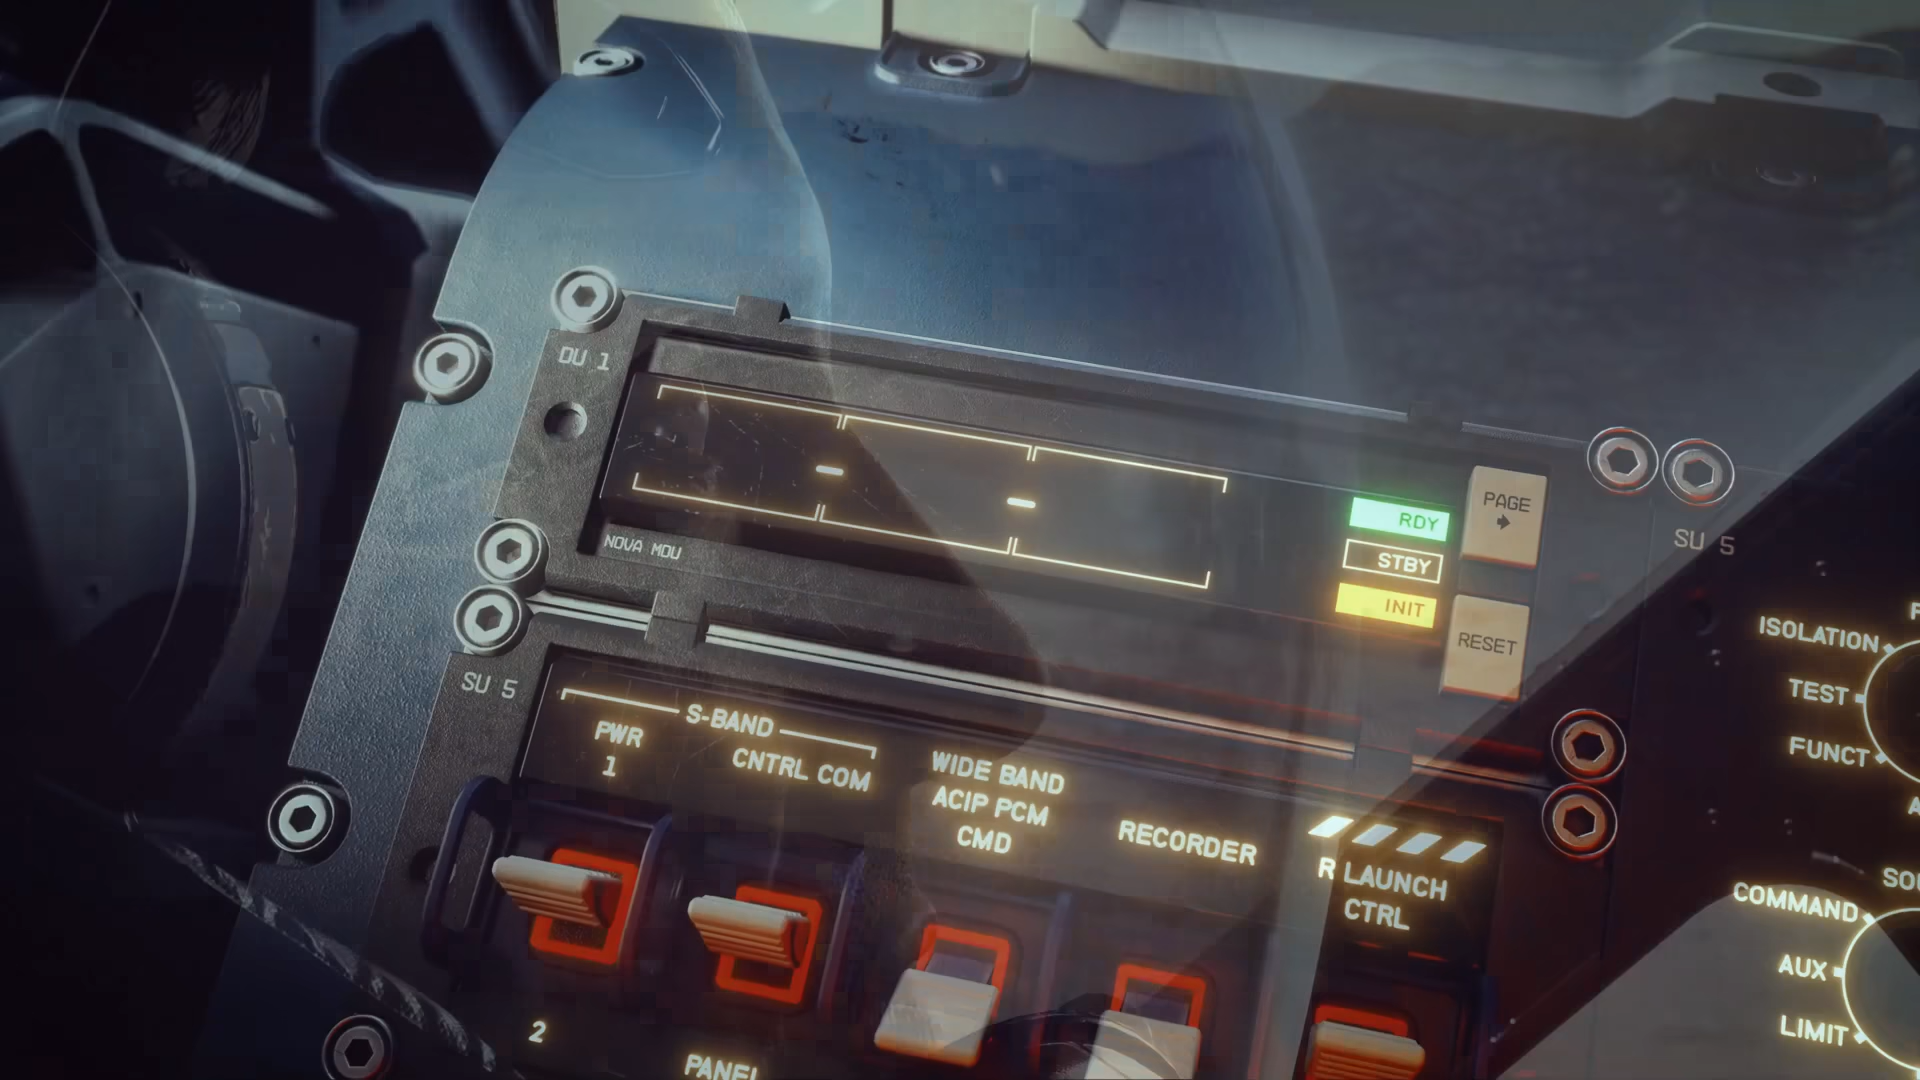 DU 1
NOVA MDU
RDY
STBY
INIT
PAGE
RESET
SU 5
SU 5
S-BAND
PWR
1
CNTRL COM
WIDE BAND
ACIP PCM
CMD
RECORDER
R LAUNCH
CTRL
2
PANEL
ISOLATION
TEST
FUNCT
COMMAND
AUX
LIMIT